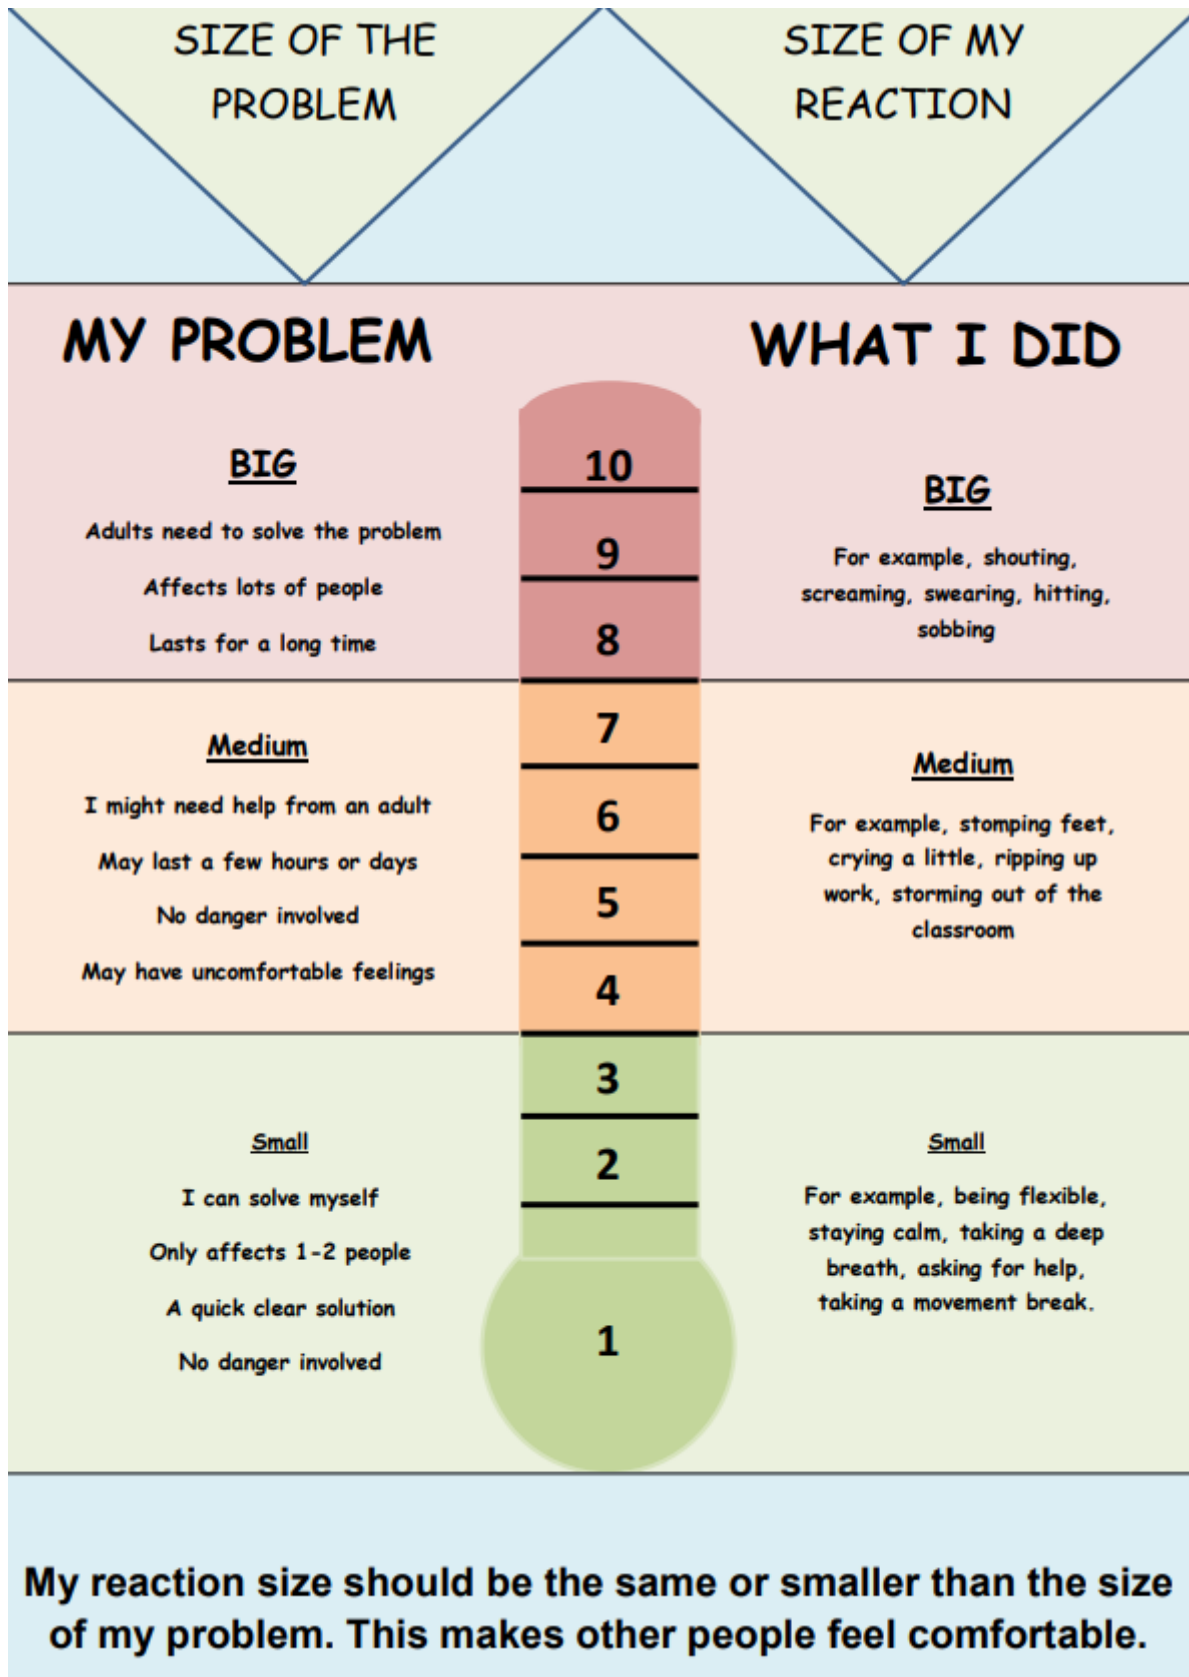 SIZE OF THE
PROBLEM
SIZE OF MY
REACTION
MY PROBLEM
WHAT I DID
BIG
Adults need to solve the problem
Affects lots of people
Lasts for a long time
10
9
8
BIG
For example, shouting,
screaming, swearing, hitting,
sobbing
Medium
I might need help from an adult
May last a few hours or days
No danger involved
May have uncomfortable feelings
7
6
5
4
Medium
For example, stomping feet,
crying a little, ripping up
work, storming out of the
classroom
Small
I can solve myself
Only affects 1-2 people
A quick clear solution
No danger involved
3
2
1
Small
For example, being flexible,
staying calm, taking a deep
breath, asking for help,
taking a movement break.
My reaction size should be the same or smaller than the size
of my problem. This makes other people feel comfortable.